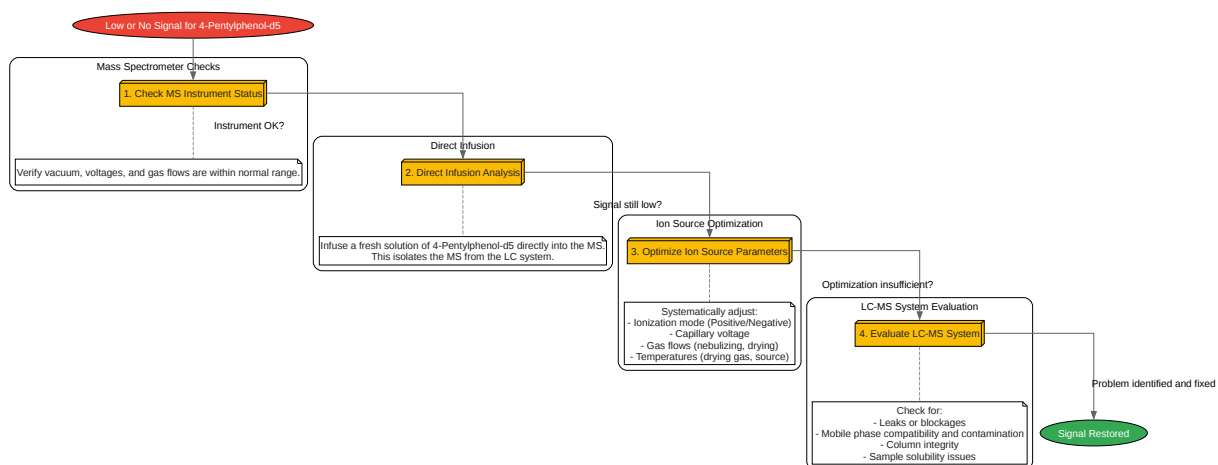 Low or No Signal for 4-Pentylphenol-d5
Mass Spectrometer Checks
1. Check MS Instrument Status
Instrument OK?
Verify vacuum, voltages, and gas flows are within normal range.
Direct Infusion
2. Direct Infusion Analysis
Signal still low?
Infuse a fresh solution of 4-Pentylphenol-d5 directly into the MS.
This isolates the MS from the LC system.
Ion Source Optimization
3. Optimize Ion Source Parameters
Optimization insufficient?
Systematically adjust:
- Ionization mode (Positive/Negative)
- Capillary voltage
- Gas flows (nebulizing, drying)
- Temperatures (drying gas, source)
LC-MS System Evaluation
4. Evaluate LC-MS System
Problem identified and fixed
Check for:
- Leaks or blockages
- Mobile phase compatibility and contamination
- Column integrity
- Sample solubility issues
Signal Restored